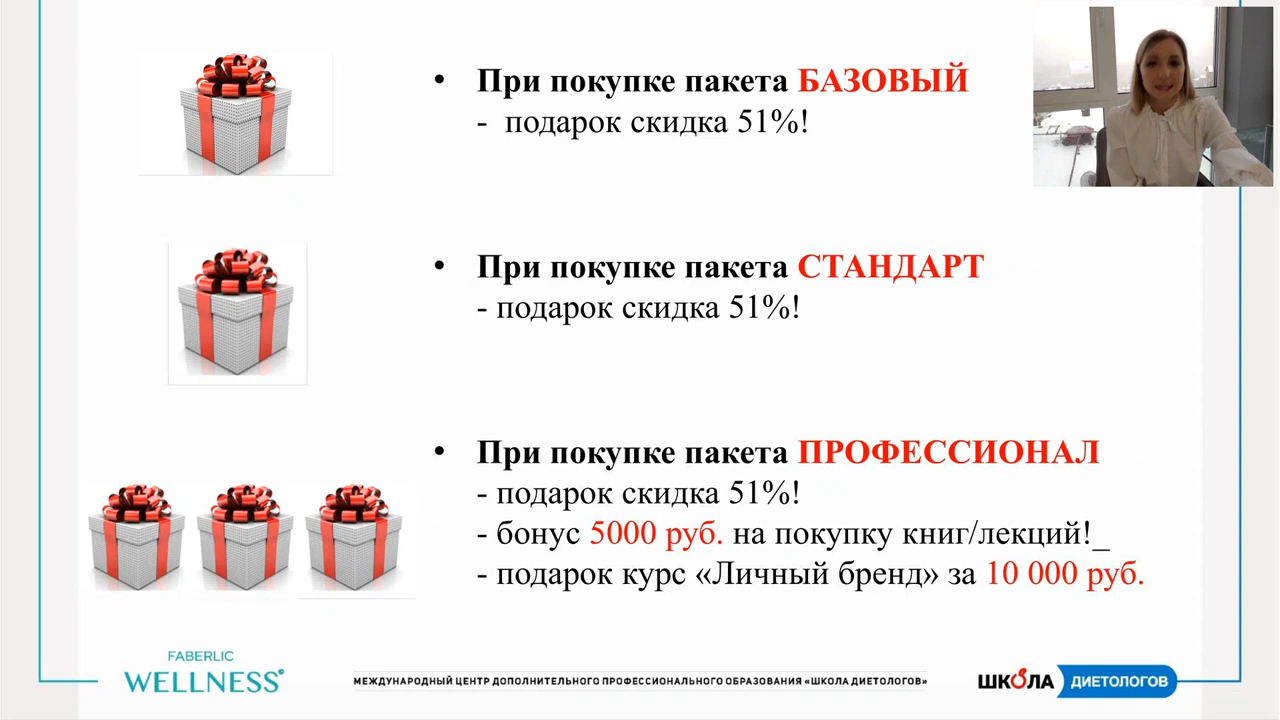 • При покупке пакета БАЗОВЫЙ
- подарок скидка 51%!
• При покупке пакета СТАНДАРТ
- подарок скидка 51%!
• При покупке пакета ПРОФЕССИОНАЛ
- подарок скидка 51%!
- бонус 5000 руб. на покупку книг/лекций!_
- подарок курс «Личный бренд» за 10 000 руб.
FABERLIC
WELLNESS©
МЕЖДУНАРОДНЫЙ ЦЕНТР ДОПОЛНИТЕЛЬНОГО ПРОФЕССИОНАЛЬНОГО ОБРАЗОВАНИЯ «ШКОЛА ДИЕТОЛОГОВ»
ШКОЛА ДИЕТОЛОГОВ